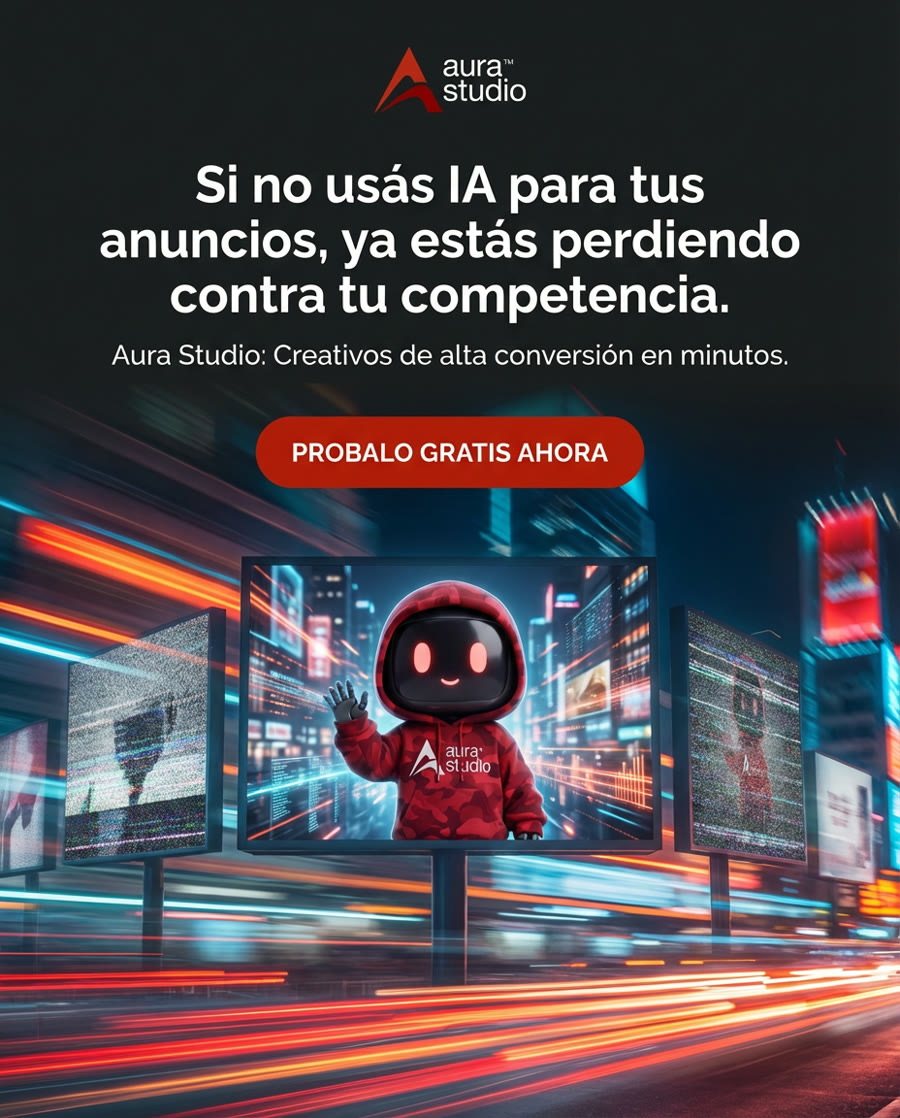 aura™
studio
Si no usás IA para tus
anuncios, ya estás perdiendo
contra tu competencia.
Aura Studio: Creativos de alta conversión en minutos.
PROBALO GRATIS AHORA
aura
studio